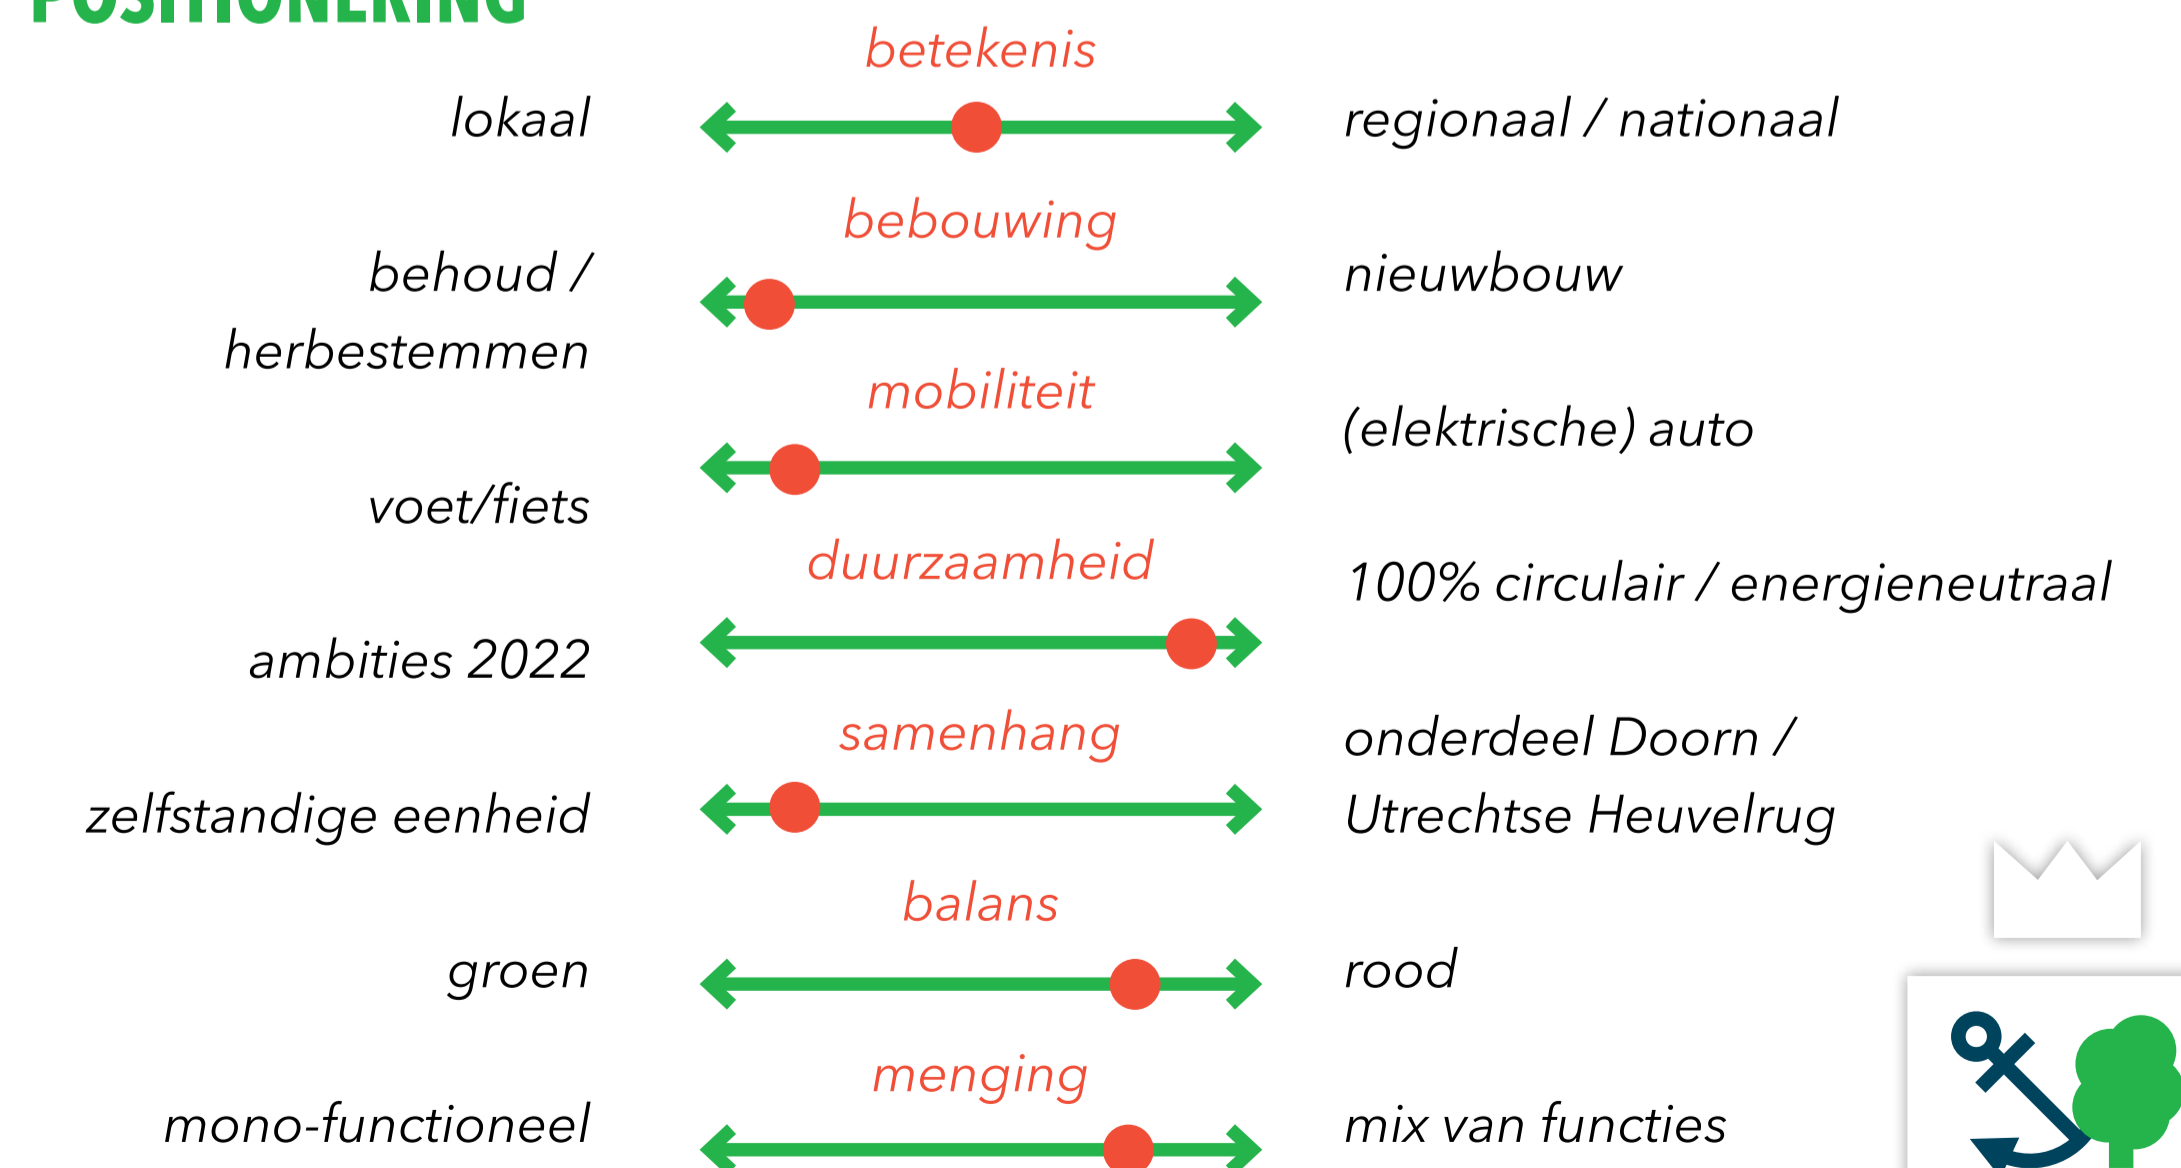 POSITIONERING
betekenis
lokaal
regionaal / nationaal
bebouwing
behoud /
herbestemmen
nieuwbouw
mobiliteit
voet/fiets
(elektrische) auto
duurzaamheid
ambities 2022
100% circulair / energieneutraal
samenhang
zelfstandige eenheid
onderdeel Doorn /
Utrechtse Heuvelrug
balans
groen
rood
menging
mono-functioneel
mix van functies